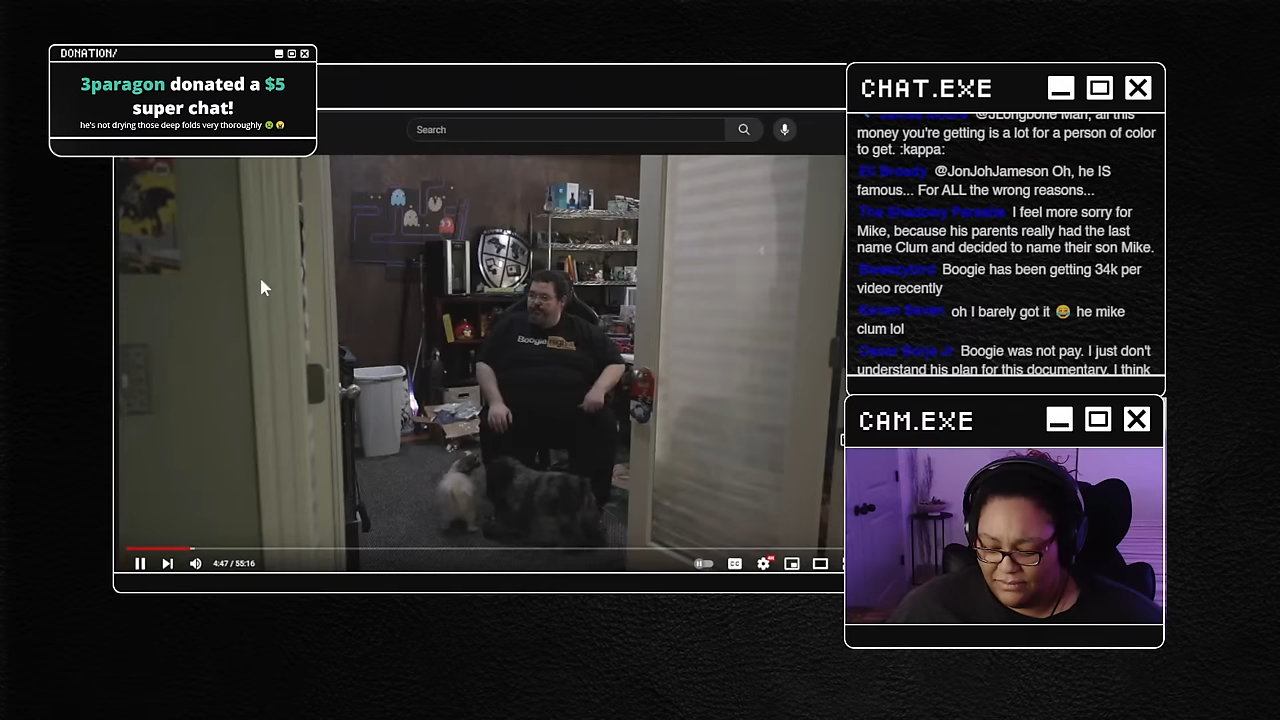 DONATION/
3paragon donated a $5
super chat!
he's not drying those deep folds very thoroughly 🤢 😮
Search
Boogie
4:47 / 55:16
CHAT.EXE
@JLongbone Man, all this
money you're getting is a lot for a person of color
to get. :kappa:
@JonJohJameson Oh, he IS
famous... For ALL the wrong reasons...
The Shadowy Parasite I feel more sorry for
Mike, because his parents really had the last
name Clum and decided to name their son Mike.
Boogie has been getting 34k per
video recently
oh I barely got it 😂 he mike
clum lol
Boogie was not pay. I just don't
understand his plan for this documentary. I think
CAM.EXE